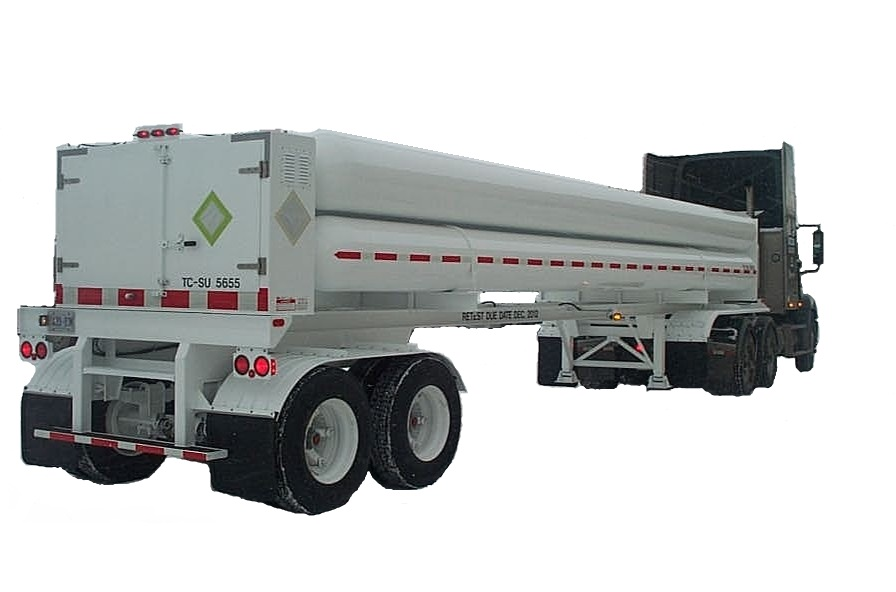 TC-SU 5655
RETEST DUE DATE DEC, 2012